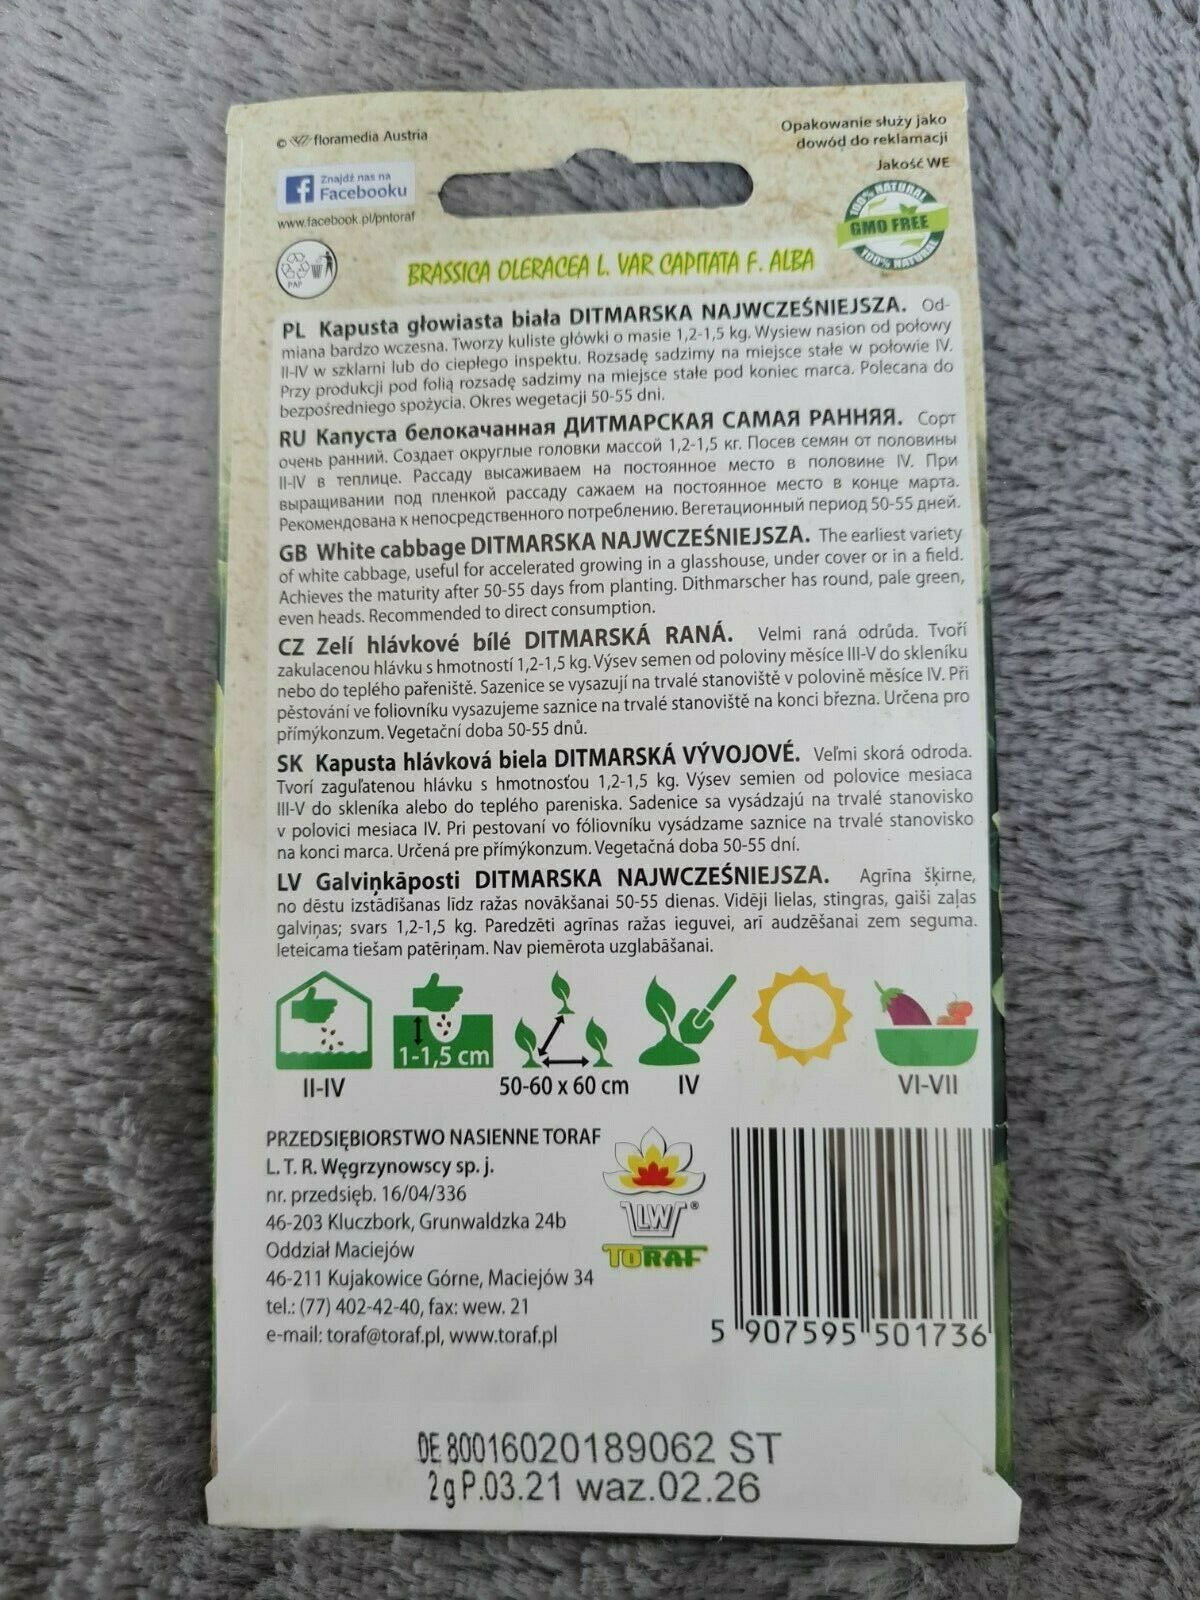 © floramedia Austria
Opakowanie służy jako
dowód do reklamacji
Jakość WE
Znajdź nas na
Facebooku
www.facebook.pl/pntoraf
100% NATURAL
GMO FREE
100% NATURAL
PAP
BRASSICA OLERACEA L. VAR CAPITATA F. ALBA
PL Kapusta głowiasta biała DITMARSKA NAJWCZEŚNIEJSZA. Od-
miana bardzo wczesna. Tworzy kuliste główki o masie 1,2-1,5 kg. Wysiew nasion od połowy
II-IV w szklarni lub do ciepłego inspektu. Rozsadę sadzimy na miejsce stałe w połowie IV.
Przy produkcji pod folią rozsadę sadzimy na miejsce stałe pod koniec marca. Polecana do
bezpośredniego spożycia. Okres wegetacji 50-55 dni.
RU Капуста белокачанная ДИТМАРСКАЯ САМАЯ РАННЯЯ. Сорт
очень ранний. Создает округлые головки массой 1,2-1,5 кг. Посев семян от половины
II-IV в теплице. Рассаду высаживаем на постоянное место в половине IV. При
выращивании под пленкой рассаду сажаем на постоянное место в конце марта.
Рекомендована к непосредственного потреблению. Вегетационный период 50-55 дней.
GB White cabbage DITMARSKA NAJWCZEŚNIEJSZA. The earliest variety
of white cabbage, useful for accelerated growing in a glasshouse, under cover or in a field.
Achieves the maturity after 50-55 days from planting. Dithmarscher has round, pale green,
even heads. Recommended to direct consumption.
CZ Zelí hlávkové bílé DITMARSKÁ RANÁ. Velmi raná odrůda. Tvoří
zakulacenou hlávku s hmotností 1,2-1,5 kg. Výsev semen od poloviny měsíce III-V do skleníku
nebo do teplého pařeniště. Sazenice se vysazují na trvalé stanoviště v polovině měsíce IV. Při
pěstování ve foliovníku vysazujeme saznice na trvalé stanoviště na konci března. Určena pro
přímýkonzum. Vegetační doba 50-55 dnů.
SK Kapusta hlávková biela DITMARSKÁ VÝVOJOVÉ. Veľmi skorá odroda.
Tvorí zaguľatenou hlávku s hmotnosťou 1,2-1,5 kg. Výsev semien od polovice mesiaca
III-V do skleníka alebo do teplého pareniska. Sadenice sa vysádzajú na trvalé stanovisko
v polovici mesiaca IV. Pri pestovaní vo fóliovníku vysádzame saznice na trvalé stanovisko
na konci marca. Určená pre přímýkonzum. Vegetačná doba 50-55 dní.
LV Galviņkāposti DITMARSKA NAJWCZEŚNIEJSZA. Agrīna šķirne,
no dēstu izstādīšanas līdz ražas novākšanai 50-55 dienas. Vidēji lielas, stingras, gaiši zaļas
galviņas; svars 1,2-1,5 kg. Paredzēti agrīnas ražas ieguvei, arī audzēšanai zem seguma.
Ieteicama tiešam patēriņam. Nav piemērota uzglabāšanai.
1-1,5 cm
II-IV
50-60 x 60 cm
IV
VI-VII
PRZEDSIĘBIORSTWO NASIENNE TORAF
L. T. R. Węgrzynowscy sp. j.
nr. przedsięb. 16/04/336
46-203 Kluczbork, Grunwaldzka 24b
Oddział Maciejów
46-211 Kujakowice Górne, Maciejów 34
tel.: (77) 402-42-40, fax: wew. 21
e-mail: toraf@toraf.pl, www.toraf.pl
LW ®
TORAF
5 907595 501736
DE 80016020189062 ST
2g P.03.21 waz.02.26